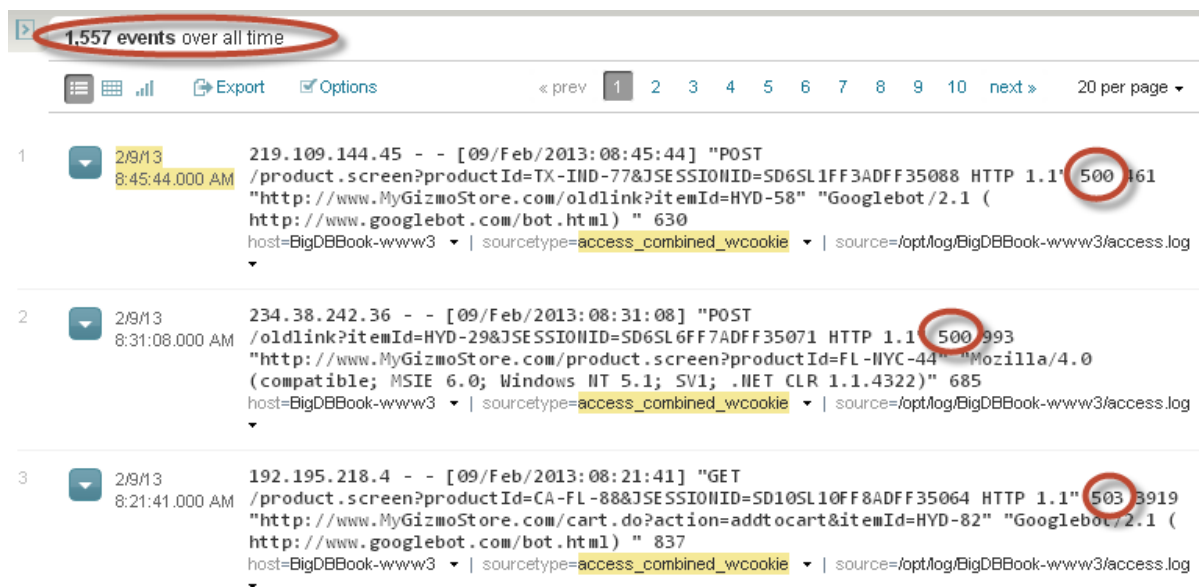 1,557 events over all time
Export Options « prev 1 2 3 4 5 6 7 8 9 10 next » 20 per page
1
2/9/13
8:45:44.000 AM
219.109.144.45 - - [09/Feb/2013:08:45:44] "POST
/product.screen?productId=TX-IND-77&JSESSIONID=SD6SL1FF3ADFF35088 HTTP 1.1" 500 461
"http://www.MyGizmoStore.com/oldlink?itemId=HYD-58" "Googlebot/2.1 (
http://www.googlebot.com/bot.html) " 630
host=BigDBBook-www3 | sourcetype=access_combined_wcookie | source=/opt/log/BigDBBook-www3/access.log
2
2/9/13
8:31:08.000 AM
234.38.242.36 - - [09/Feb/2013:08:31:08] "POST
/oldlink?itemId=HYD-29&JSESSIONID=SD6SL6FF7ADFF35071 HTTP 1.1" 500 993
"http://www.MyGizmoStore.com/product.screen?productId=FL-NYC-44" "Mozilla/4.0
(compatible; MSIE 6.0; Windows NT 5.1; SV1; .NET CLR 1.1.4322)" 685
host=BigDBBook-www3 | sourcetype=access_combined_wcookie | source=/opt/log/BigDBBook-www3/access.log
3
2/9/13
8:21:41.000 AM
192.195.218.4 - - [09/Feb/2013:08:21:41] "GET
/product.screen?productId=CA-FL-88&JSESSIONID=SD10SL10FF8ADFF35064 HTTP 1.1" 503 3919
"http://www.MyGizmoStore.com/cart.do?action=addtocart&itemId=HYD-82" "Googlebot/2.1 (
http://www.googlebot.com/bot.html) " 837
host=BigDBBook-www3 | sourcetype=access_combined_wcookie | source=/opt/log/BigDBBook-www3/access.log